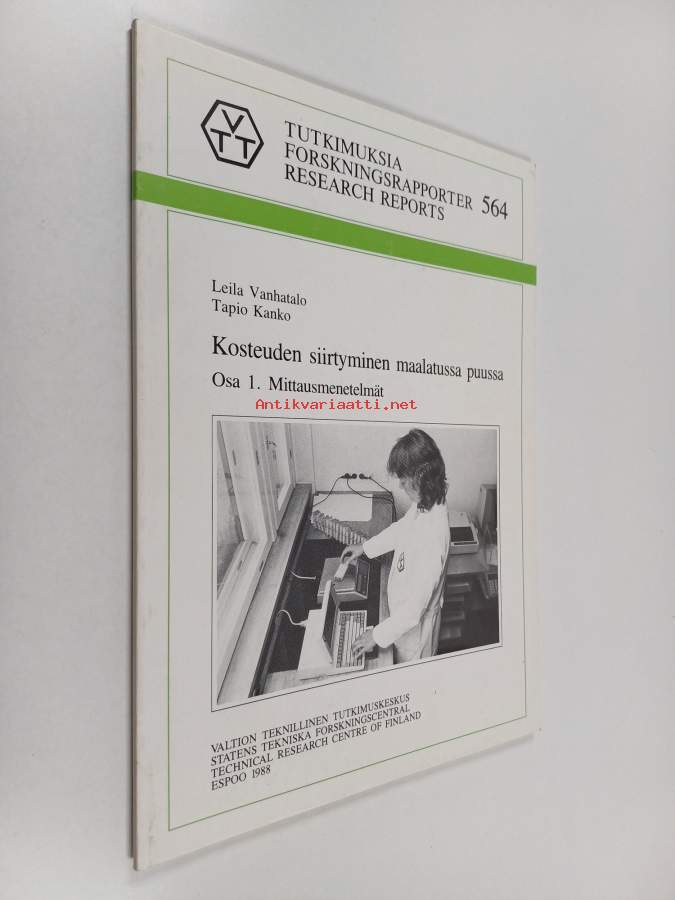 VTT
TUTKIMUKSIA
FORSKNINGSRAPPORTER 564
RESEARCH REPORTS
Leila Vanhatalo
Tapio Kanko
Kosteuden siirtyminen maalatussa puussa
Osa 1. Mittausmenetelmät
Antikvariaatti.net
VALTION TEKNILLINEN TUTKIMUSKESKUS
STATENS TEKNISKA FORSKNINGSCENTRAL
TECHNICAL RESEARCH CENTRE OF FINLAND
ESPOO 1988